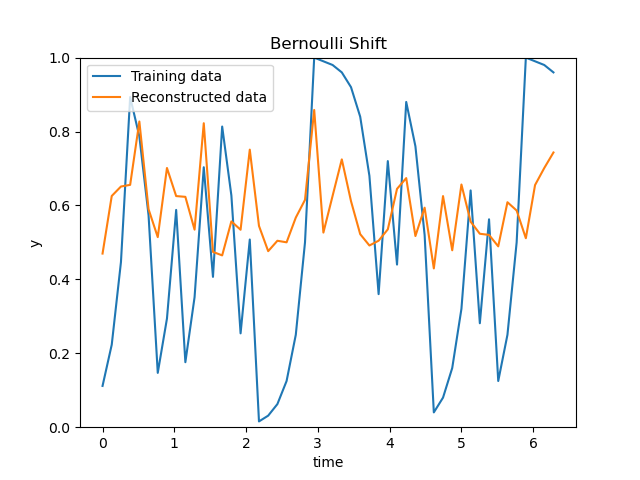 Bernoulli Shift
Training data
Reconstructed data
y
1.0
0.8
0.6
0.4
0.2
0.0
0 1 2 3 4 5 6
time